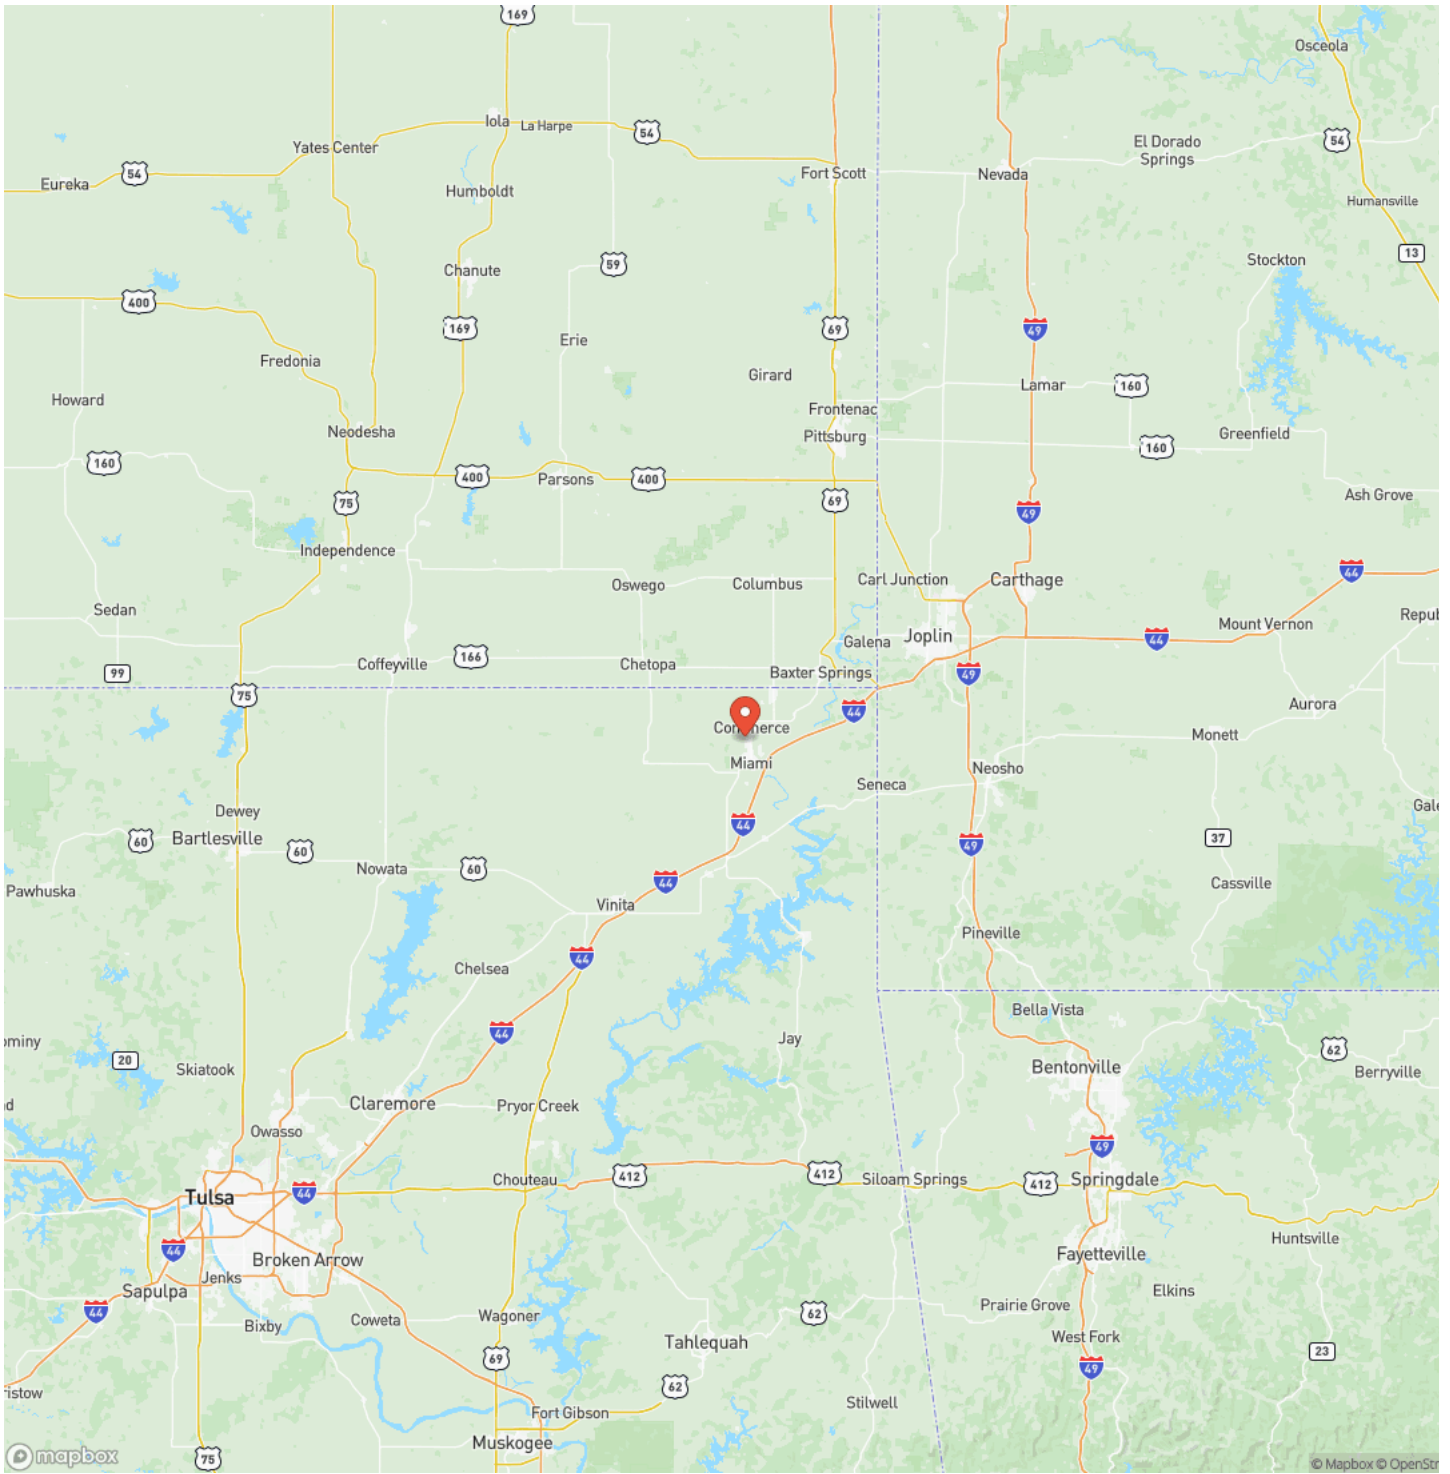 169
Osceola
Iola
La Harpe
54
Yates Center
El Dorado
Springs
54
54
Eureka
Fort Scott
Nevada
Humboldt
Humansville
13
Stockton
59
Chanute
400
169
69
49
Erie
Fredonia
Girard
Lamar
160
Howard
Frontenac
Neodesha
Pittsburg
Greenfield
160
160
400
Parsons
400
75
69
49
Ash Grove
Independence
44
Oswego
Columbus
Carl Junction
Carthage
Sedan
Repub
Mount Vernon
Galena
Joplin
44
99
Coffeyville
166
Chetopa
Baxter Springs
49
75
44
Aurora
Commerce
Monett
Miami
Neosho
Seneca
Gale
Dewey
44
60
Bartlesville
60
37
49
Nowata
60
44
Pawhuska
Cassville
Vinita
Pineville
44
Chelsea
Bella Vista
44
ominy
Jay
62
20
Skiatook
Bentonville
Berryville
nd
Claremore
Pryor Creek
Owasso
49
412
412
Chouteau
Siloam Springs
412
Springdale
Tulsa
44
44
Huntsville
Broken Arrow
Fayetteville
Jenks
Sapulpa
Elkins
44
Prairie Grove
Coweta
Wagoner
62
Bixby
West Fork
Tahlequah
23
69
49
62
ristow
Stilwell
Fort Gibson
Muskogee
75
mapbox
© Mapbox © OpenStr